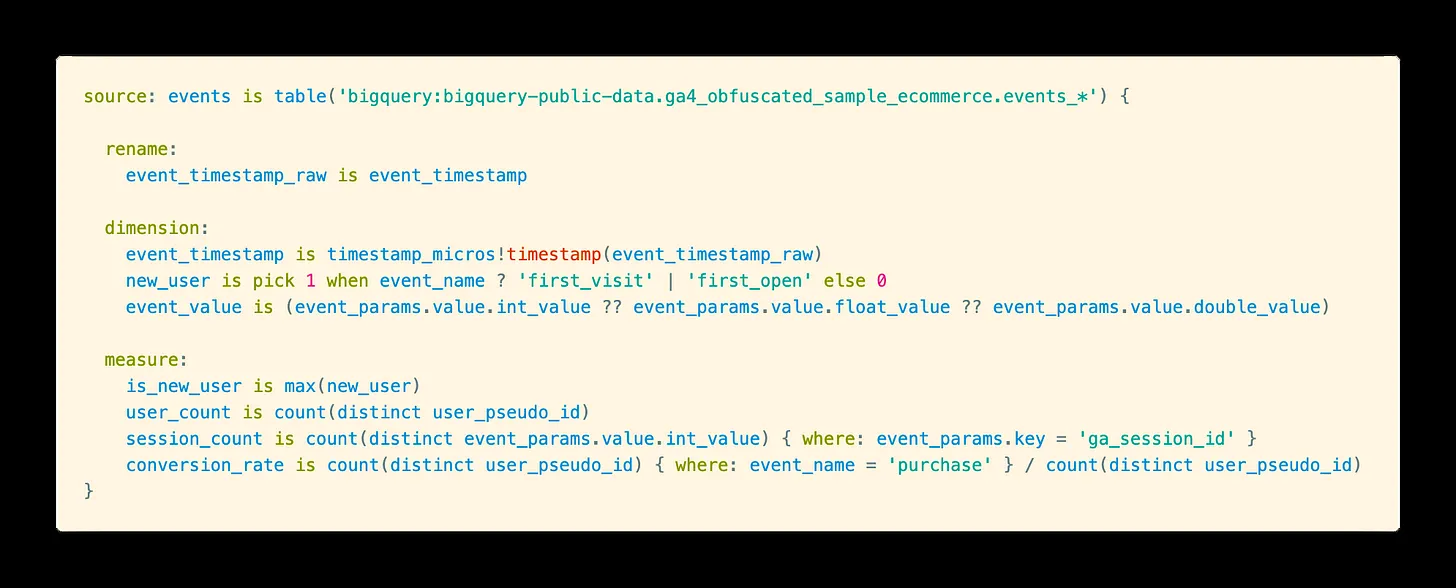 source: events is table('bigquery:bigquery-public-data.ga4_obfuscated_sample_ecommerce.events_*') {
rename:
event_timestamp_raw is event_timestamp
dimension:
event_timestamp is timestamp_micros!timestamp(event_timestamp_raw)
new_user is pick 1 when event_name ? 'first_visit' | 'first_open' else 0
event_value is (event_params.value.int_value ?? event_params.value.float_value ?? event_params.value.double_value)
measure:
is_new_user is max(new_user)
user_count is count(distinct user_pseudo_id)
session_count is count(distinct event_params.value.int_value) { where: event_params.key = 'ga_session_id' }
conversion_rate is count(distinct user_pseudo_id) { where: event_name = 'purchase' } / count(distinct user_pseudo_id)
}